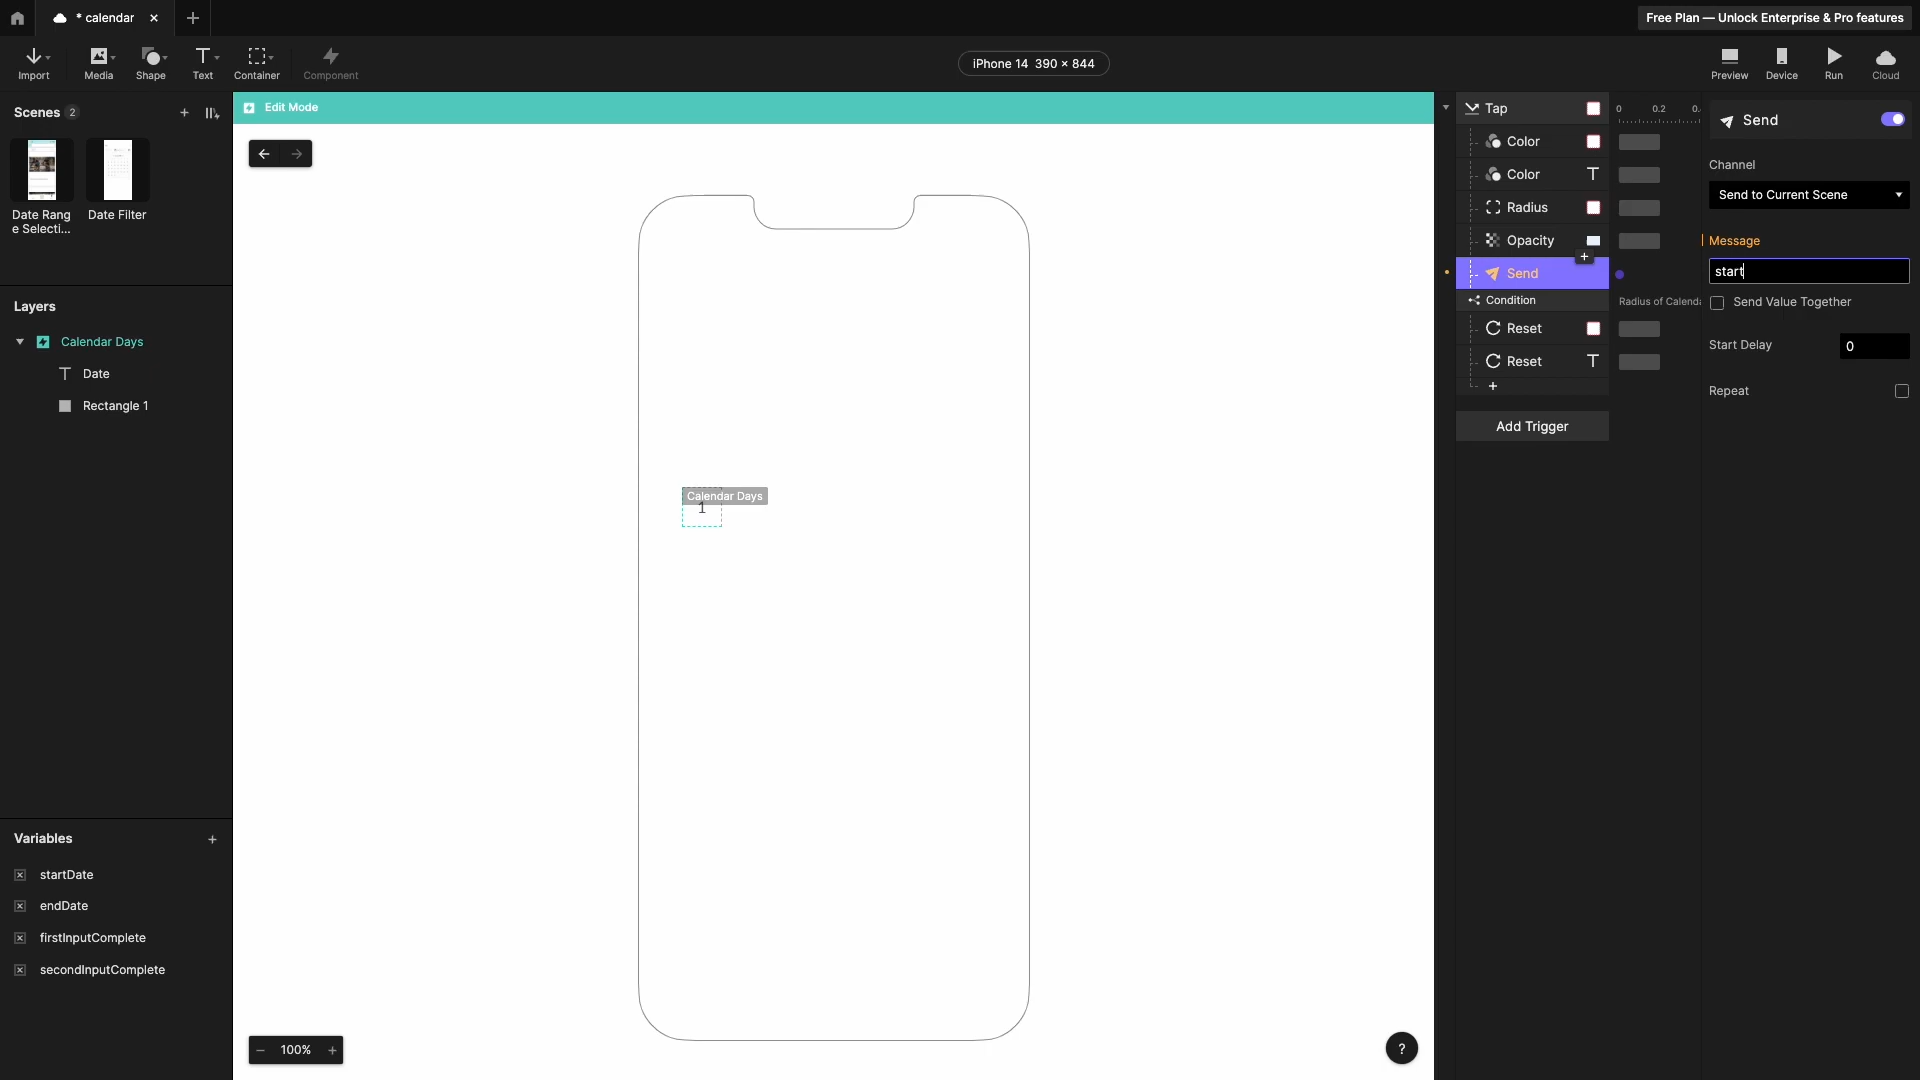 * calendar
Free Plan — Unlock Enterprise & Pro features
Import
Media
Shape
Text
Container
Component
iPhone 14 390 × 844
Preview
Device
Run
Cloud
Scenes 2
Date Rang
e Selecti...
Date Filter
Layers
Calendar Days
Date
Rectangle 1
Variables
startDate
endDate
firstInputComplete
secondInputComplete
Edit Mode
Calendar Days
1
100%
?
Tap
Color
Color
Radius
Opacity
Send
Condition
Reset
Reset
Add Trigger
0 0.2 0.
Radius of Calenda
Send
Channel
Send to Current Scene
Message
start
Send Value Together
Start Delay
0
Repeat